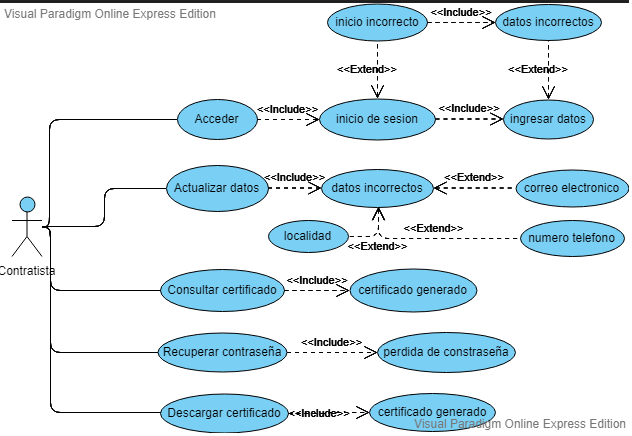 Visual Paradigm Online Express Edition
inicio incorrecto
<<Include>>
datos incorrectos
<<Extend>>
<<Extend>>
Acceder
<<Include>>
inicio de sesion
<<Include>>
ingresar datos
Actualizar datos
<<Include>>
datos incorrectos
<<Extend>>
correo electronico
localidad
<<Extend>>
<<Extend>>
numero telefono
Contratista
Consultar certificado
<<Include>>
certificado generado
Recuperar contraseña
<<Include>>
perdida de constraseña
Descargar certificado
<<Include>>
certificado generado
Visual Paradigm Online Express Edition